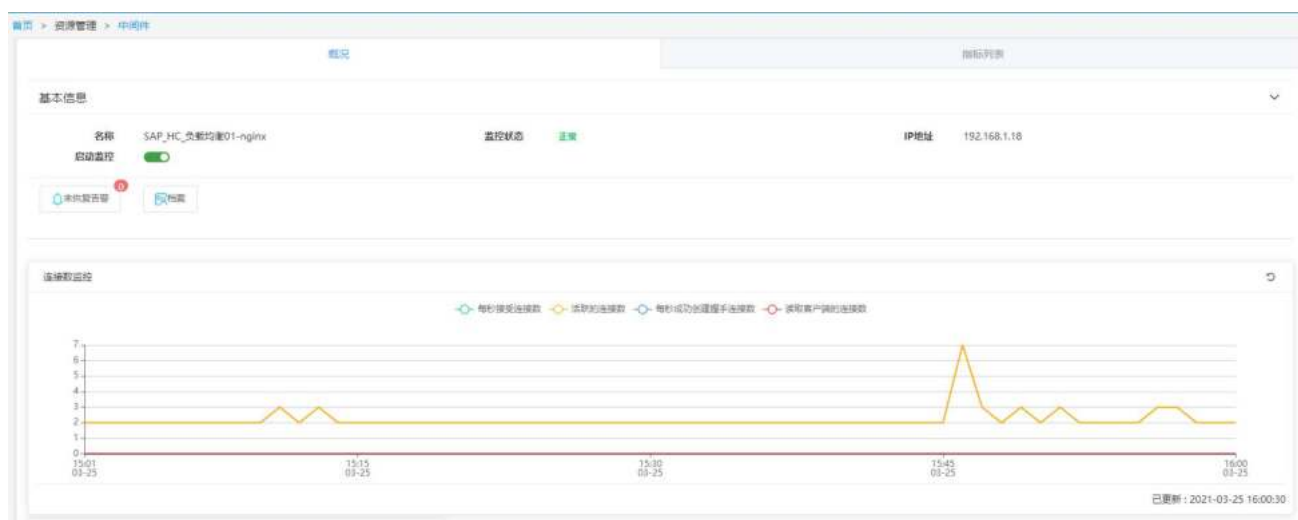 首页 > 资源管理 > 中间件
概况 指标列表
基本信息
名称 SAP_HC_负载均衡01-nginx 监控状态 正常 IP地址 192.168.1.18
启动监控
未恢复告警 0 档案
连接数监控
每秒接受连接数 活跃的连接数 每秒成功创建握手连接数 读取客户端的连接数
7
6
5
4
3
2
1
0
15:01 15:15 15:30 15:45 16:00
03-25 03-25 03-25 03-25 03-25
已更新：2021-03-25 16:00:30